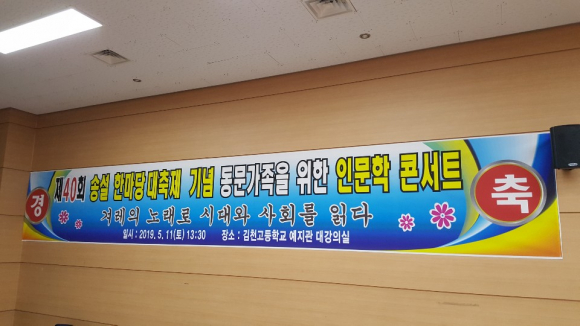 경
제40회 송설 한마당 대축제 기념 동문가족을 위한 인문학 콘서트
겨레의 노래로 시대와 사회를 읽다
일시 : 2019. 5. 11(토) 13:30 장소 : 김천고등학교 예지관 대강의실
축